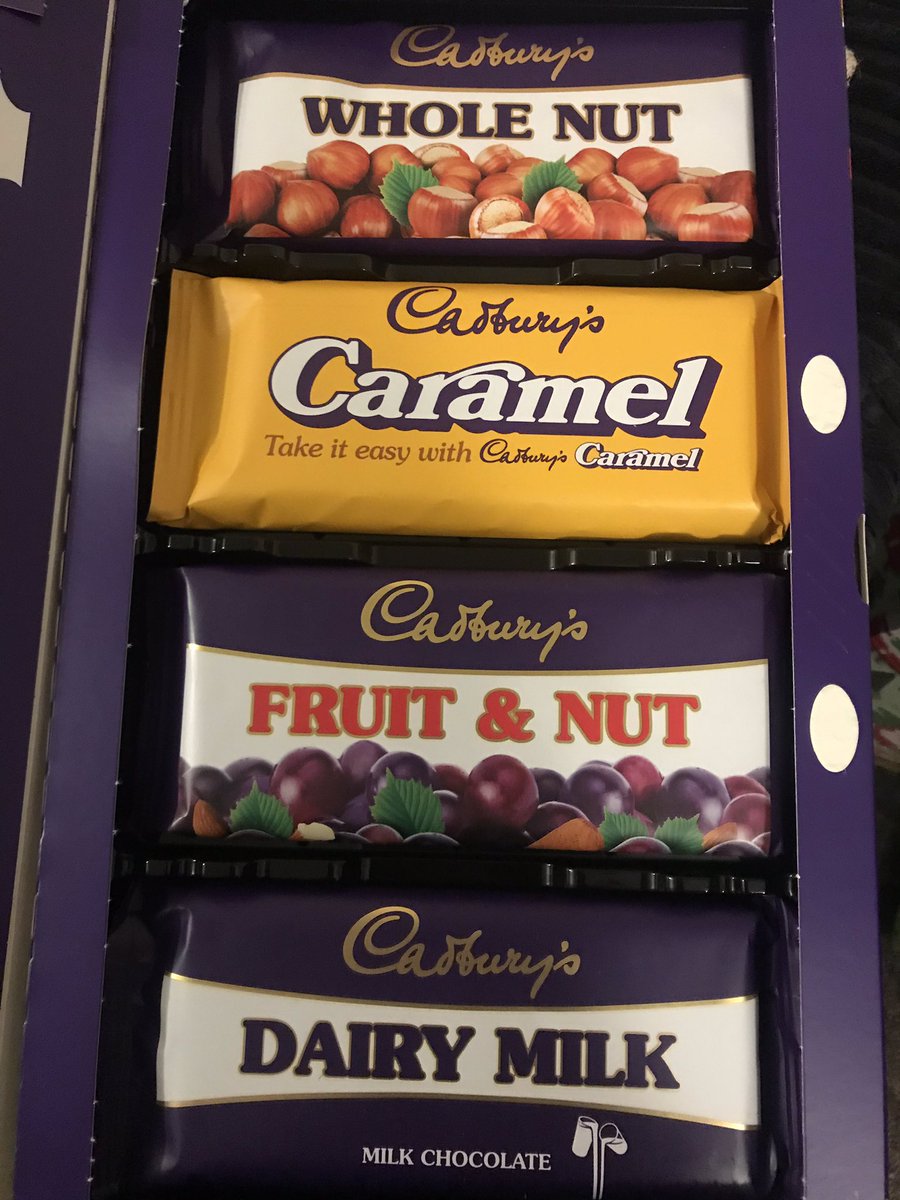 Cadbury's
WHOLE NUT
Cadbury's
Caramel
Take it easy with Cadbury's Caramel
Cadbury's
FRUIT & NUT
Cadbury's
DAIRY MILK
MILK CHOCOLATE